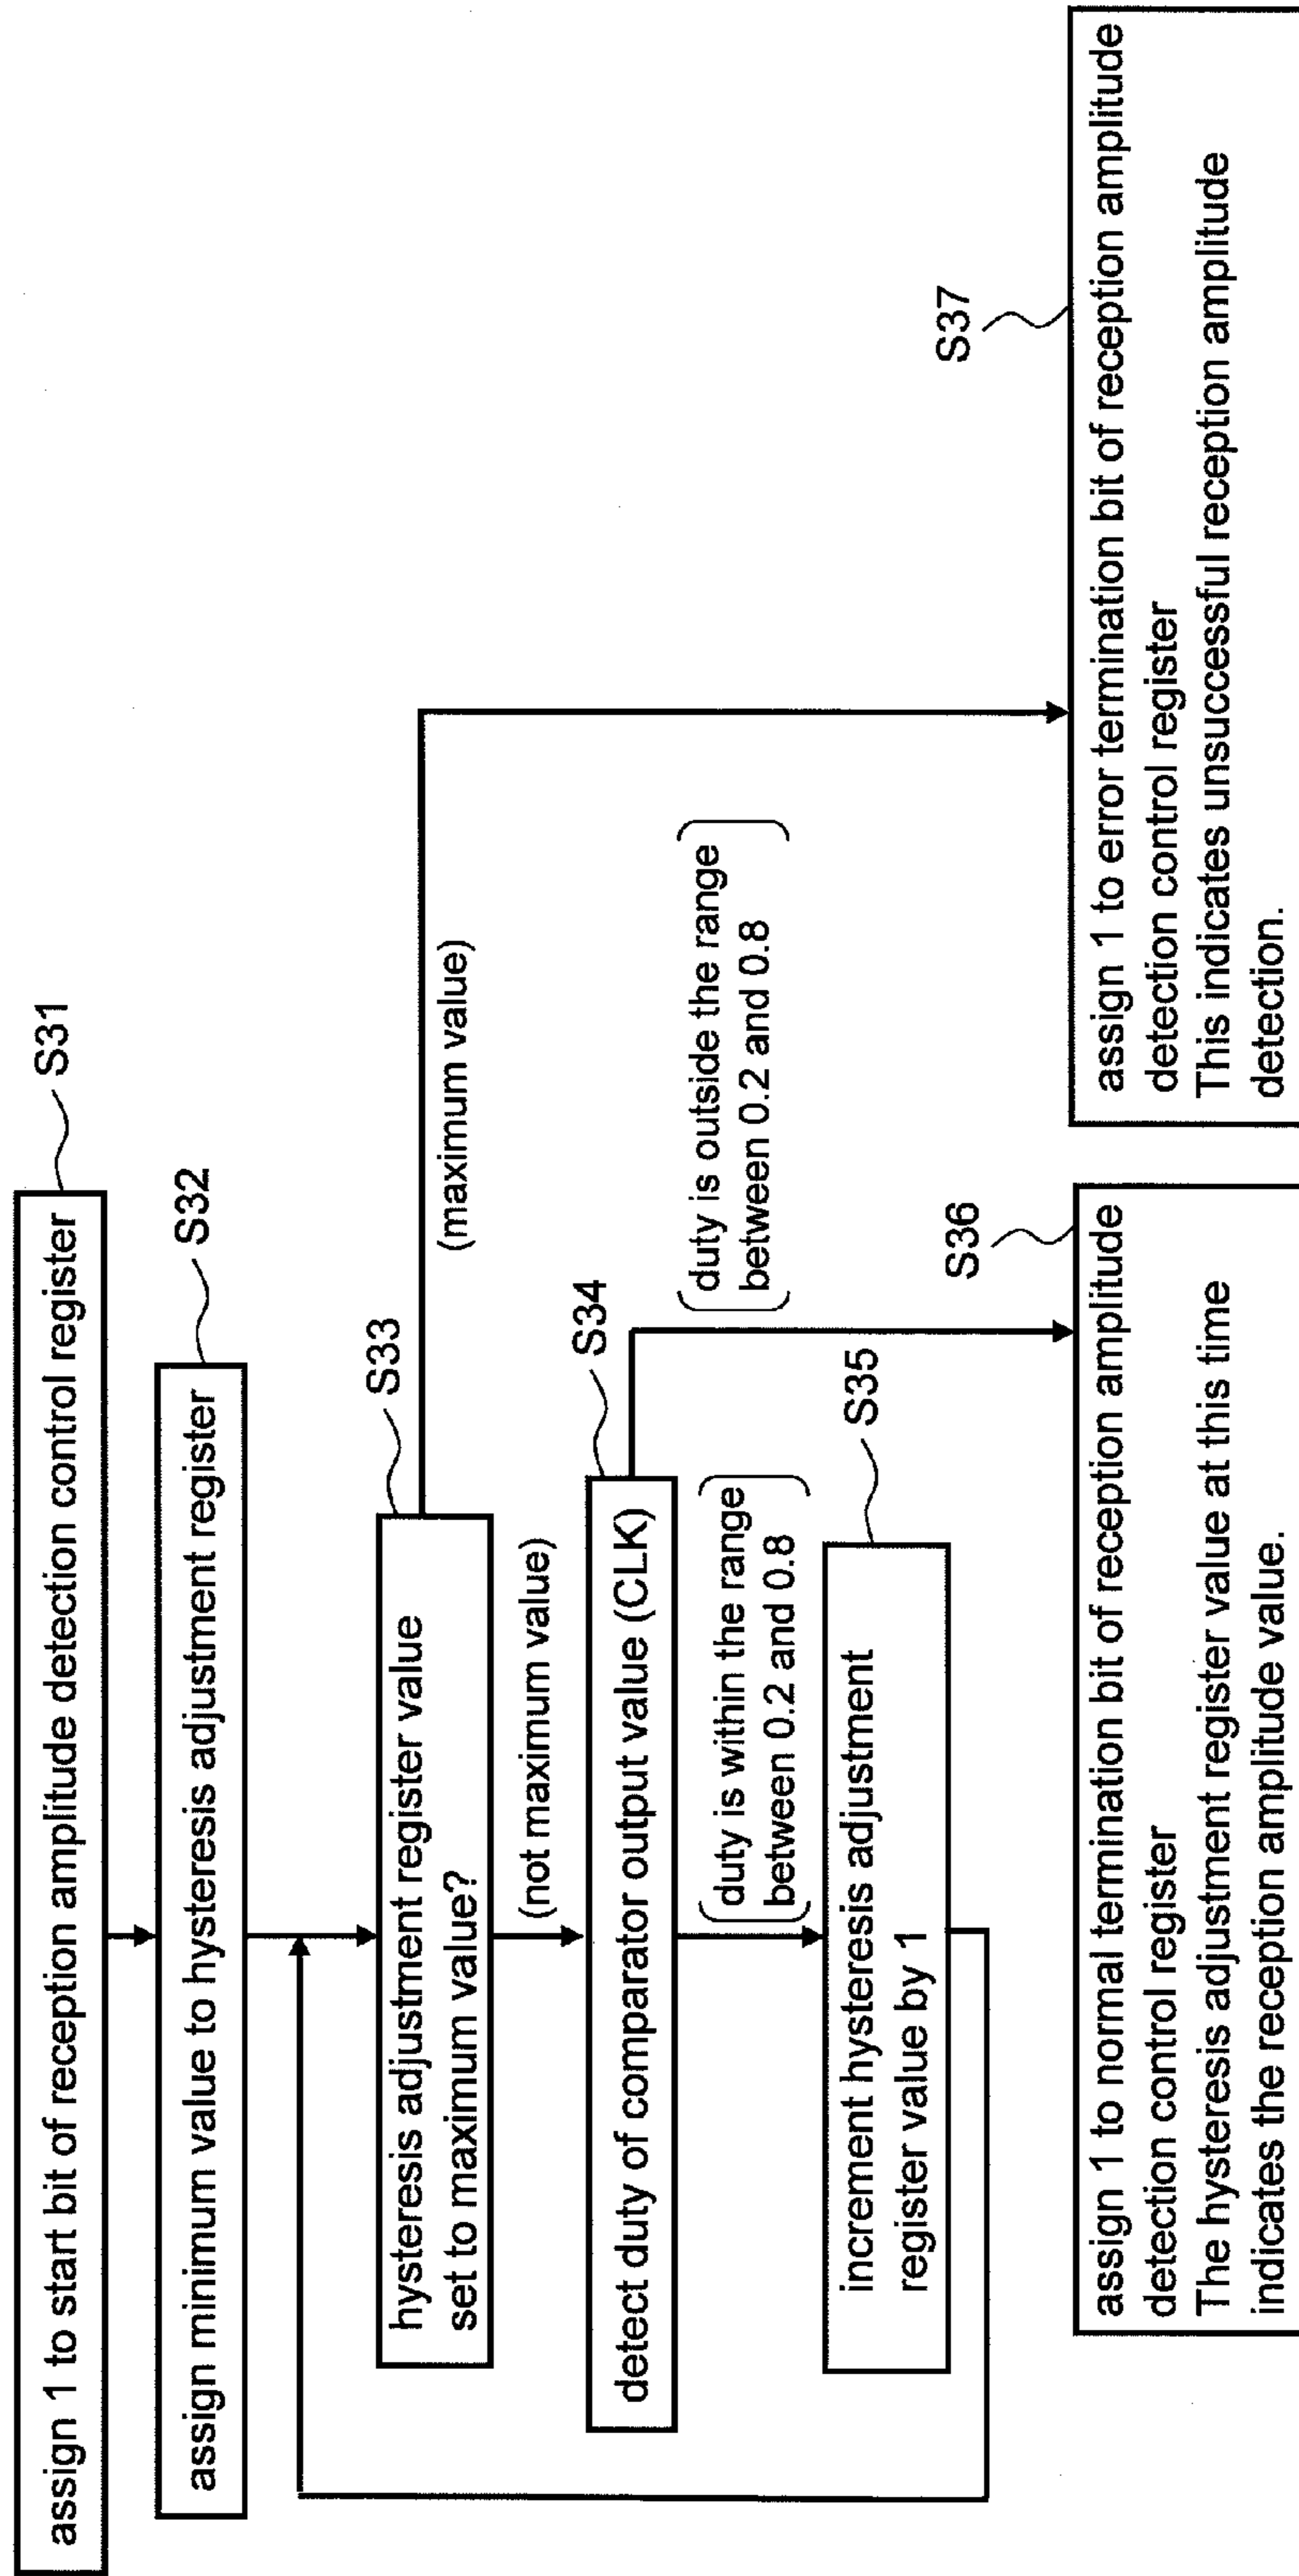 assign 1 to start bit of reception amplitude detection control register
S31
assign minimum value to hysteresis adjustment register
S32
hysteresis adjustment register value
set to maximum value?
S33
(maximum value)
(not maximum value)
detect duty of comparator output value (CLK)
S34
duty is outside the range
between 0.2 and 0.8
duty is within the range
between 0.2 and 0.8
increment hysteresis adjustment
register value by 1
S35
assign 1 to normal termination bit of reception amplitude
detection control register
The hysteresis adjustment register value at this time
indicates the reception amplitude value.
S36
assign 1 to error termination bit of reception amplitude
detection control register
This indicates unsuccessful reception amplitude
detection.
S37